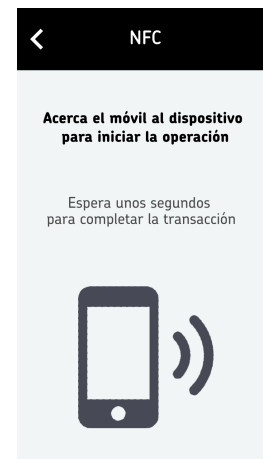 NFC
Acerca el móvil al dispositivo
para iniciar la operación
Espera unos segundos
para completar la transacción